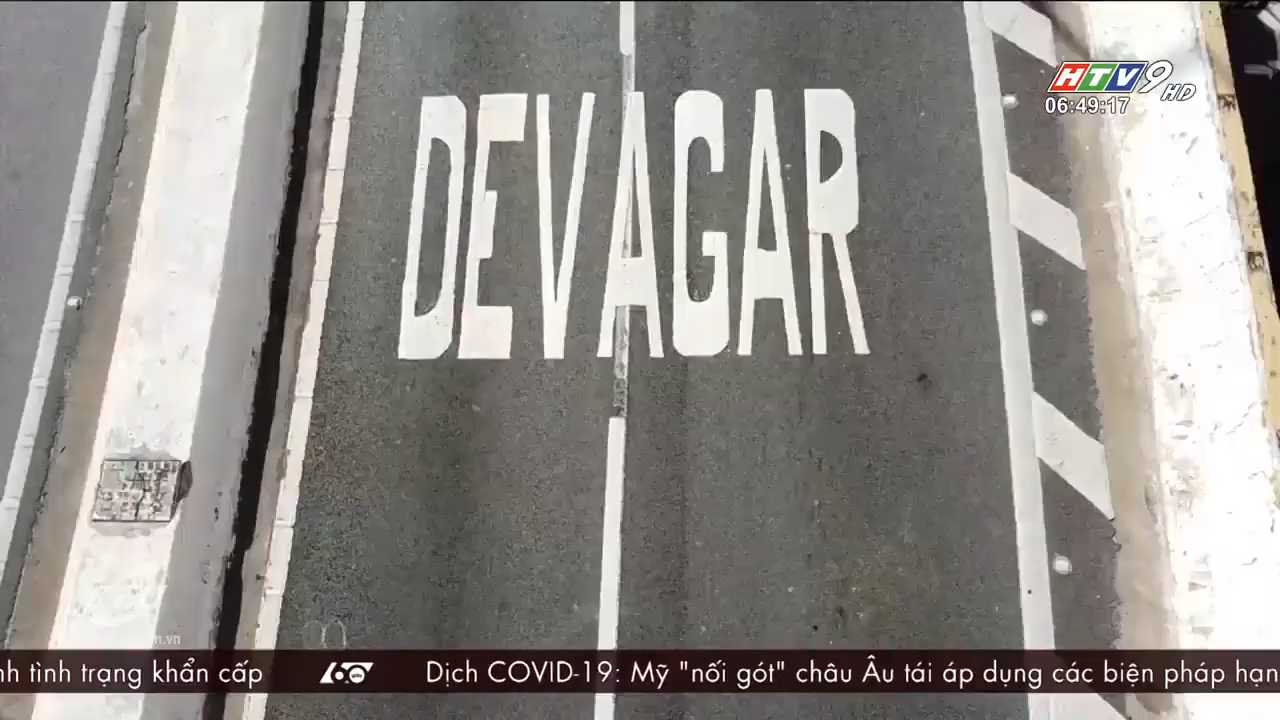 HTV9 HD
06:49:17
DEVAGAR
nh tình trạng khẩn cấp 60 Dịch COVID-19: Mỹ "nối gót" châu Âu tái áp dụng các biện pháp hạn